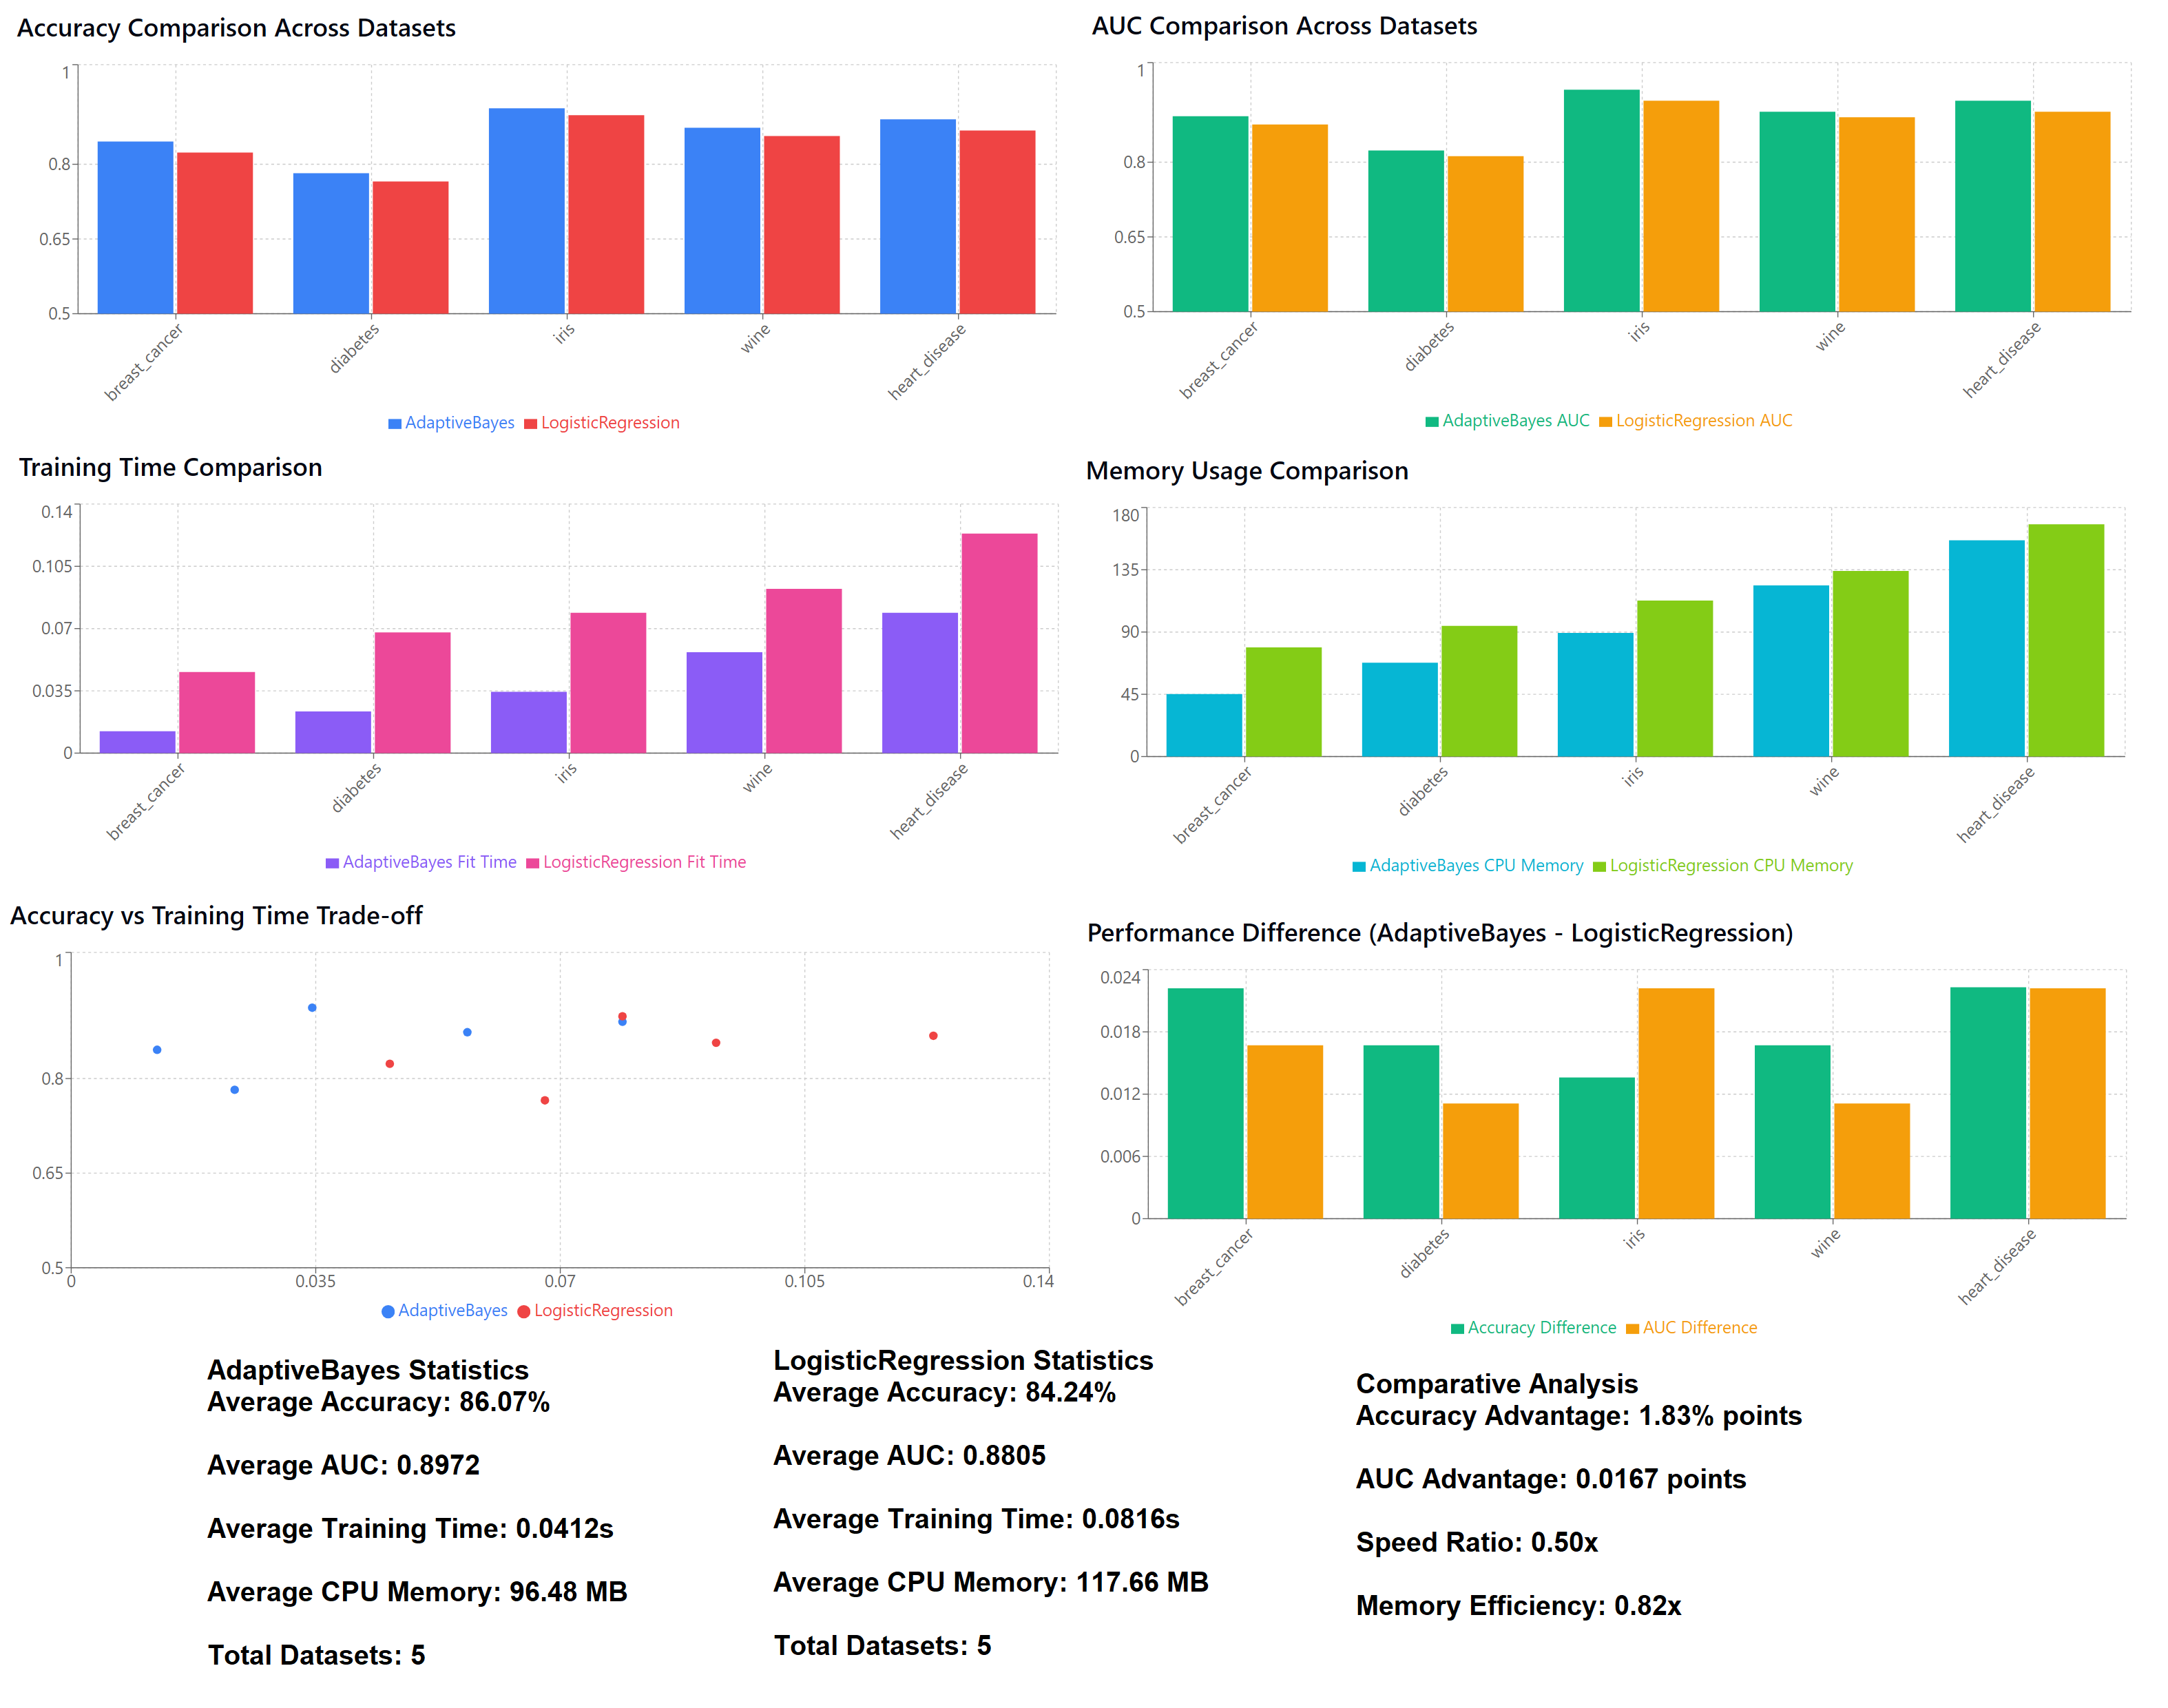 Accuracy Comparison Across Datasets
1
0.8
0.65
0.5
breast_cancer
diabetes
iris
wine
heart_disease
AdaptiveBayes LogisticRegression
AUC Comparison Across Datasets
1
0.8
0.65
0.5
breast_cancer
diabetes
iris
wine
heart_disease
AdaptiveBayes AUC LogisticRegression AUC
Training Time Comparison
0.14
0.105
0.07
0.035
0
breast_cancer
diabetes
iris
wine
heart_disease
AdaptiveBayes Fit Time LogisticRegression Fit Time
Memory Usage Comparison
180
135
90
45
0
breast_cancer
diabetes
iris
wine
heart_disease
AdaptiveBayes CPU Memory LogisticRegression CPU Memory
Accuracy vs Training Time Trade-off
1
0.8
0.65
0.5
0 0.035 0.07 0.105 0.14
AdaptiveBayes LogisticRegression
Performance Difference (AdaptiveBayes - LogisticRegression)
0.024
0.018
0.012
0.006
0
breast_cancer
diabetes
iris
wine
heart_disease
Accuracy Difference AUC Difference
AdaptiveBayes Statistics
Average Accuracy: 86.07%
Average AUC: 0.8972
Average Training Time: 0.0412s
Average CPU Memory: 96.48 MB
Total Datasets: 5
LogisticRegression Statistics
Average Accuracy: 84.24%
Average AUC: 0.8805
Average Training Time: 0.0816s
Average CPU Memory: 117.66 MB
Total Datasets: 5
Comparative Analysis
Accuracy Advantage: 1.83% points
AUC Advantage: 0.0167 points
Speed Ratio: 0.50x
Memory Efficiency: 0.82x